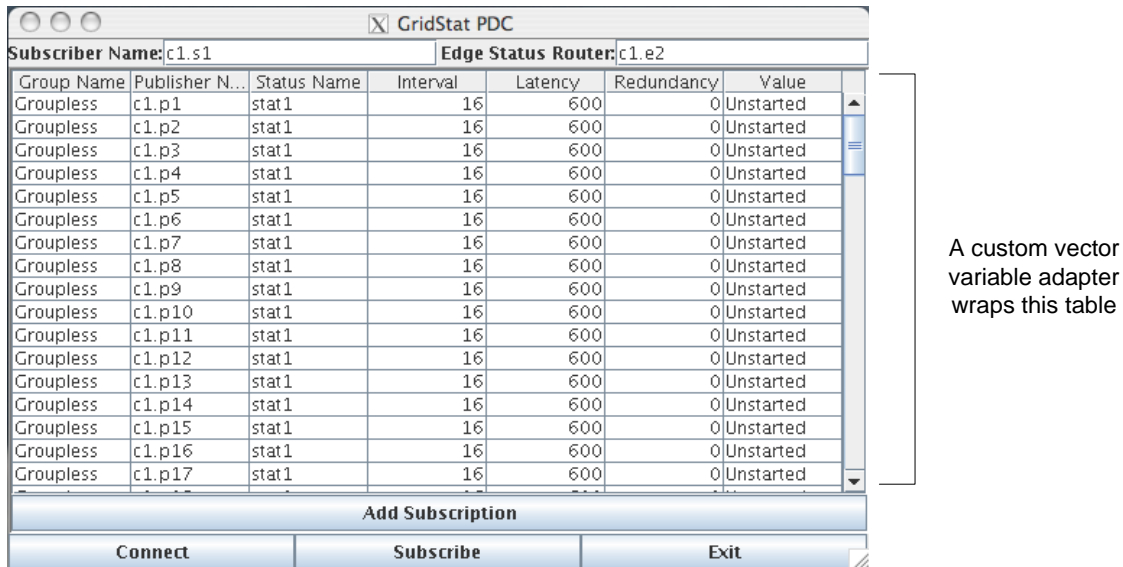 X GridStat PDC
Subscriber Name: c1.s1 Edge Status Router: c1.e2
Group Name Publisher N... Status Name Interval Latency Redundancy Value
Groupless c1.p1 stat1 16 600 0 Unstarted
Groupless c1.p2 stat1 16 600 0 Unstarted
Groupless c1.p3 stat1 16 600 0 Unstarted
Groupless c1.p4 stat1 16 600 0 Unstarted
Groupless c1.p5 stat1 16 600 0 Unstarted
Groupless c1.p6 stat1 16 600 0 Unstarted
Groupless c1.p7 stat1 16 600 0 Unstarted
Groupless c1.p8 stat1 16 600 0 Unstarted
Groupless c1.p9 stat1 16 600 0 Unstarted
Groupless c1.p10 stat1 16 600 0 Unstarted
Groupless c1.p11 stat1 16 600 0 Unstarted
Groupless c1.p12 stat1 16 600 0 Unstarted
Groupless c1.p13 stat1 16 600 0 Unstarted
Groupless c1.p14 stat1 16 600 0 Unstarted
Groupless c1.p15 stat1 16 600 0 Unstarted
Groupless c1.p16 stat1 16 600 0 Unstarted
Groupless c1.p17 stat1 16 600 0 Unstarted
Add Subscription
Connect Subscribe Exit
A custom vector
variable adapter
wraps this table